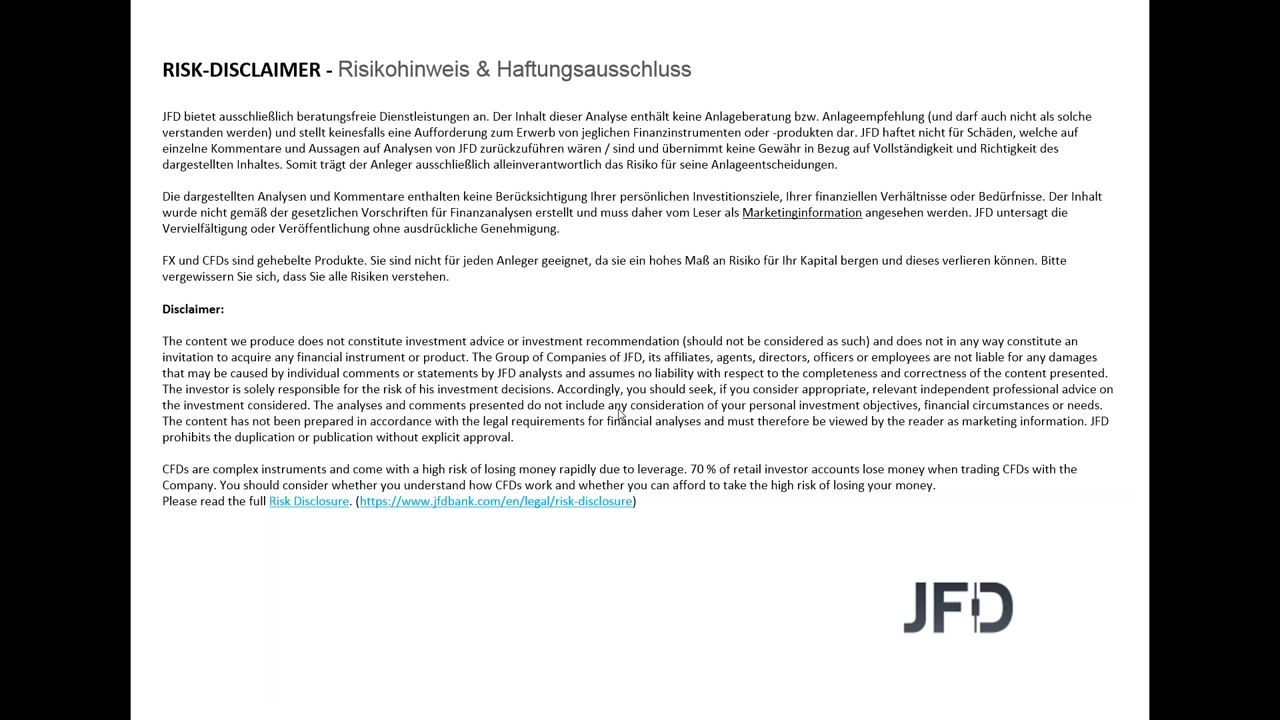 RISK-DISCLAIMER - Risikohinweis & Haftungsausschluss
JFD bietet ausschließlich beratungsfreie Dienstleistungen an. Der Inhalt dieser Analyse enthält keine Anlageberatung bzw. Anlageempfehlung (und darf auch nicht als solche
verstanden werden) und stellt keinesfalls eine Aufforderung zum Erwerb von jeglichen Finanzinstrumenten oder -produkten dar. JFD haftet nicht für Schäden, welche auf
einzelne Kommentare und Aussagen auf Analysen von JFD zurückzuführen wären / sind und übernimmt keine Gewähr in Bezug auf Vollständigkeit und Richtigkeit des
dargestellten Inhaltes. Somit trägt der Anleger ausschließlich alleinverantwortlich das Risiko für seine Anlageentscheidungen.
Die dargestellten Analysen und Kommentare enthalten keine Berücksichtigung Ihrer persönlichen Investitionsziele, Ihrer finanziellen Verhältnisse oder Bedürfnisse. Der Inhalt
wurde nicht gemäß der gesetzlichen Vorschriften für Finanzanalysen erstellt und muss daher vom Leser als Marketinginformation angesehen werden. JFD untersagt die
Vervielfältigung oder Veröffentlichung ohne ausdrückliche Genehmigung.
FX und CFDs sind gehebelte Produkte. Sie sind nicht für jeden Anleger geeignet, da sie ein hohes Maß an Risiko für Ihr Kapital bergen und dieses verlieren können. Bitte
vergewissern Sie sich, dass Sie alle Risiken verstehen.
Disclaimer:
The content we produce does not constitute investment advice or investment recommendation (should not be considered as such) and does not in any way constitute an
invitation to acquire any financial instrument or product. The Group of Companies of JFD, its affiliates, agents, directors, officers or employees are not liable for any damages
that may be caused by individual comments or statements by JFD analysts and assumes no liability with respect to the completeness and correctness of the content presented.
The investor is solely responsible for the risk of his investment decisions. Accordingly, you should seek, if you consider appropriate, relevant independent professional advice on
the investment considered. The analyses and comments presented do not include any consideration of your personal investment objectives, financial circumstances or needs.
The content has not been prepared in accordance with the legal requirements for financial analyses and must therefore be viewed by the reader as marketing information. JFD
prohibits the duplication or publication without explicit approval.
CFDs are complex instruments and come with a high risk of losing money rapidly due to leverage. 70 % of retail investor accounts lose money when trading CFDs with the
Company. You should consider whether you understand how CFDs work and whether you can afford to take the high risk of losing your money.
Please read the full Risk Disclosure. (https://www.jfdbank.com/en/legal/risk-disclosure)
JFD